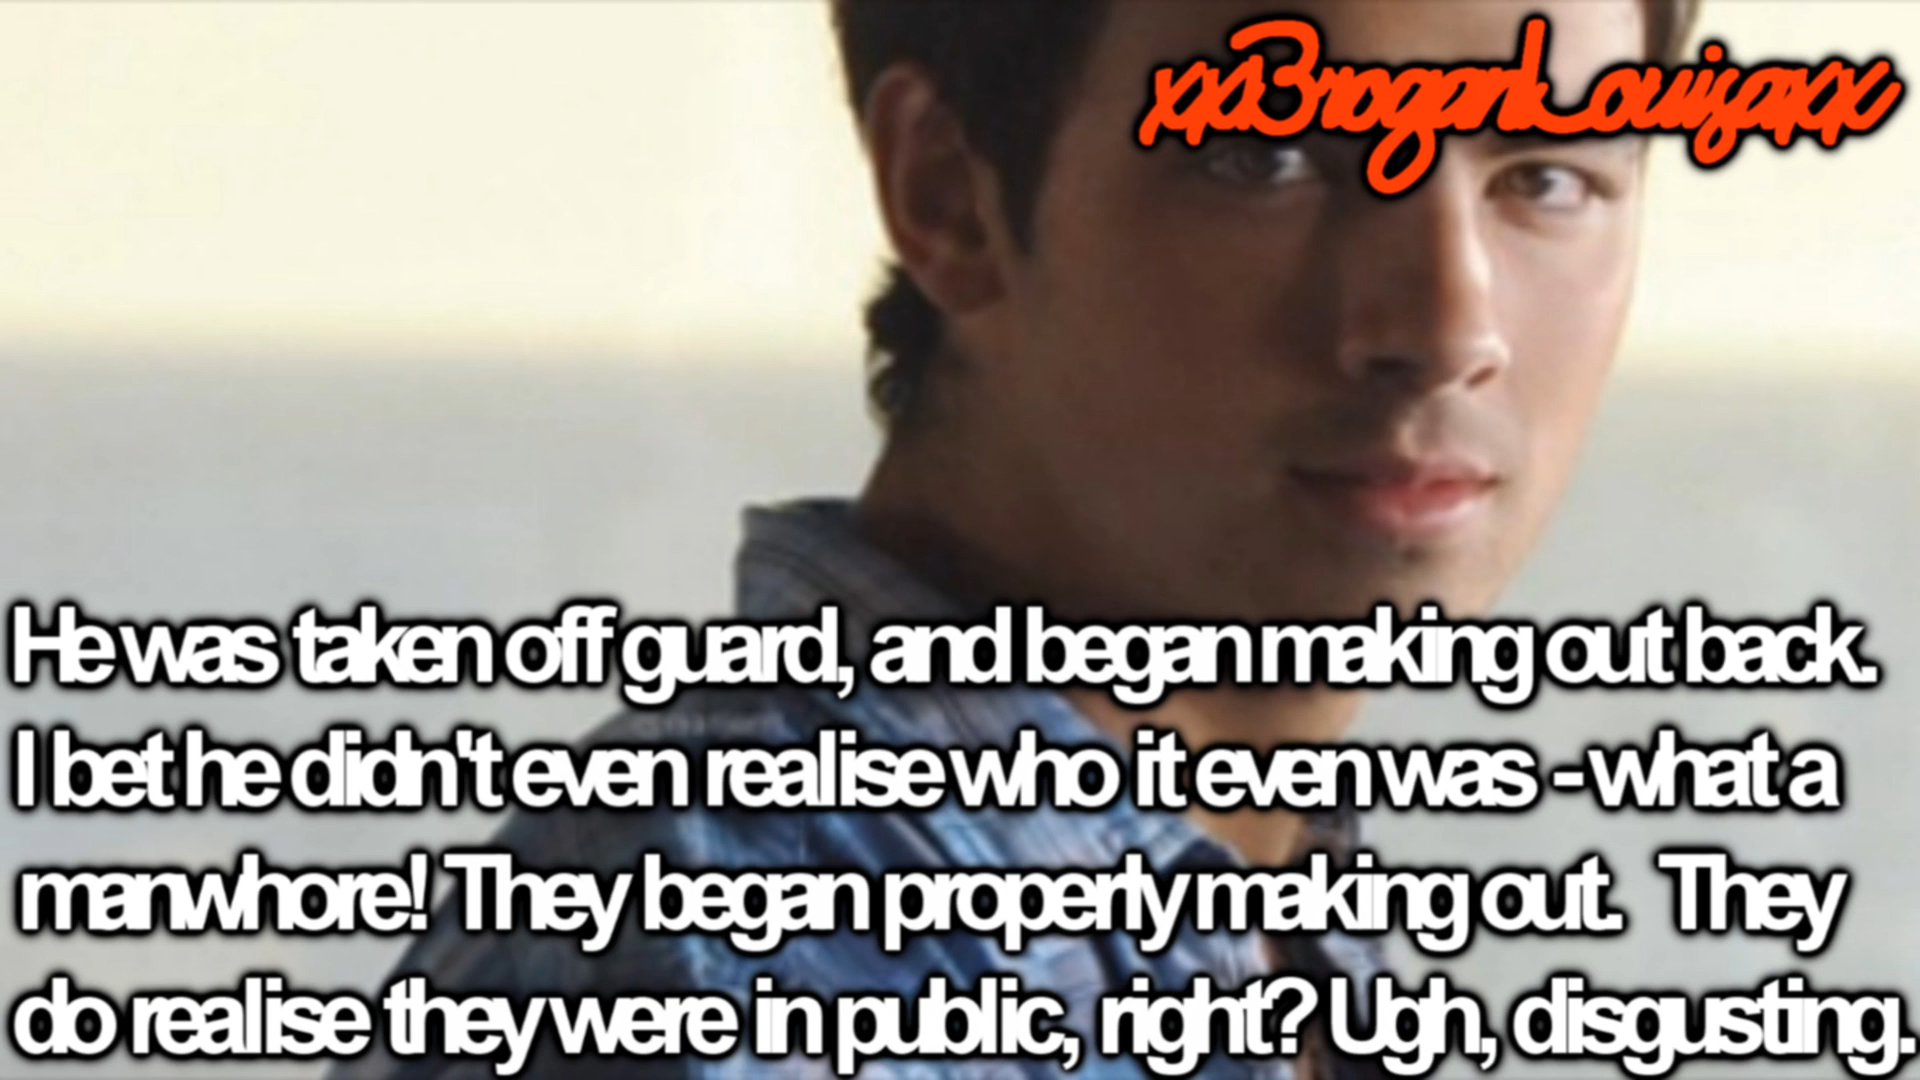 xxBroganLouisaxx
He was taken off guard, and began making out back.
I bet he didn't even realise who it even was - what a
manwhore! They began properly making out. They
do realise they were in public, right? Ugh, disgusting.